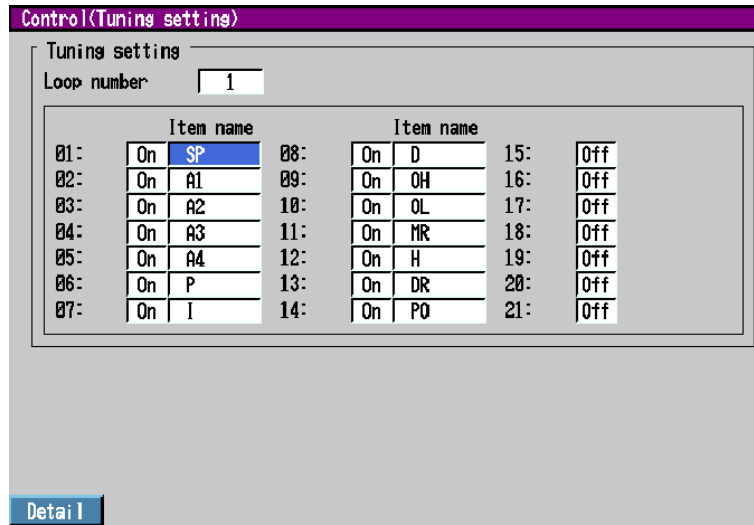 Control(Tuning setting)
Tuning setting
Loop number 1
Item name Item name
01: On SP 08: On D 15: Off
02: On A1 09: On OH 16: Off
03: On A2 10: On OL 17: Off
04: On A3 11: On MR 18: Off
05: On A4 12: On H 19: Off
06: On P 13: On DR 20: Off
07: On I 14: On PO 21: Off
Detail